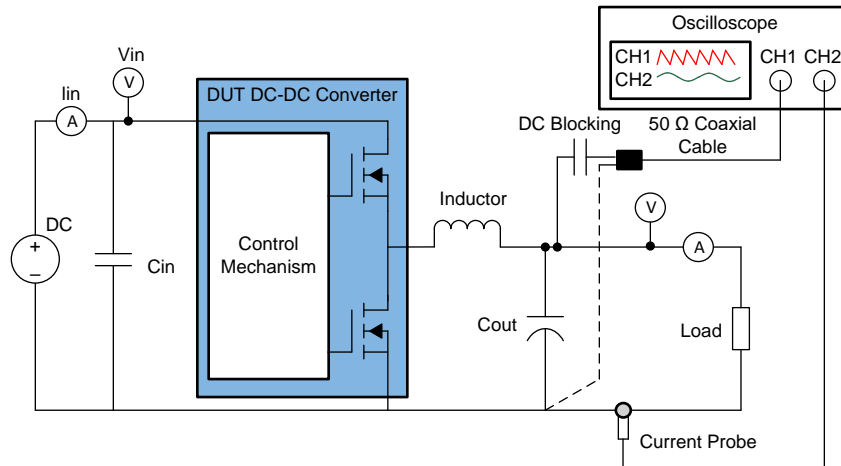 Oscilloscope
CH1
CH2
CH1 CH2
Vin
V
Iin
A
DUT DC-DC Converter
DC Blocking
50 Ω Coaxial
Cable
Inductor
V
A
DC
+
–
Cin
Control
Mechanism
Cout
Load
Current Probe